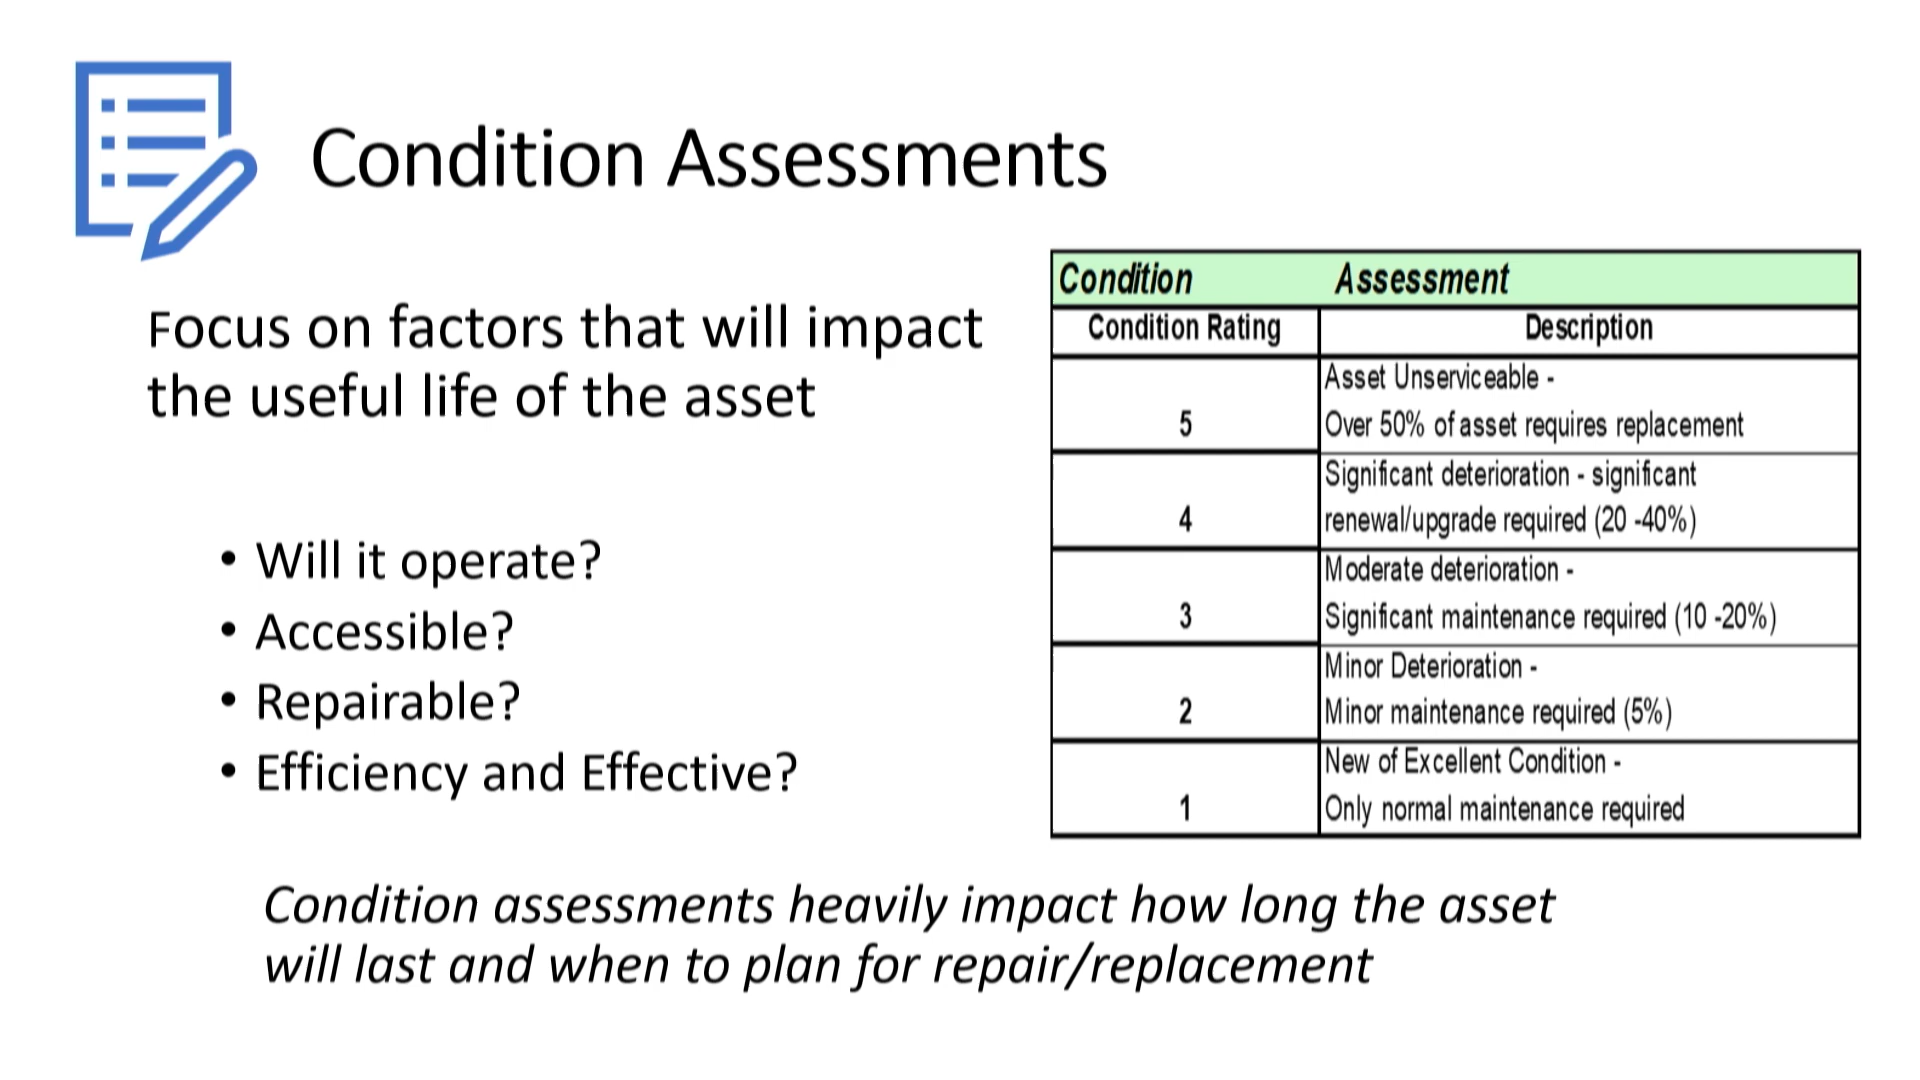 Condition Assessments
Focus on factors that will impact
the useful life of the asset
• Will it operate?
• Accessible?
• Repairable?
• Efficiency and Effective?
Condition Assessment
Condition Rating Description
5 Asset Unserviceable -
Over 50% of asset requires replacement
4 Significant deterioration - significant
renewal/upgrade required (20 -40%)
3 Moderate deterioration -
Significant maintenance required (10 -20%)
2 Minor Deterioration -
Minor maintenance required (5%)
1 New of Excellent Condition -
Only normal maintenance required
Condition assessments heavily impact how long the asset
will last and when to plan for repair/replacement